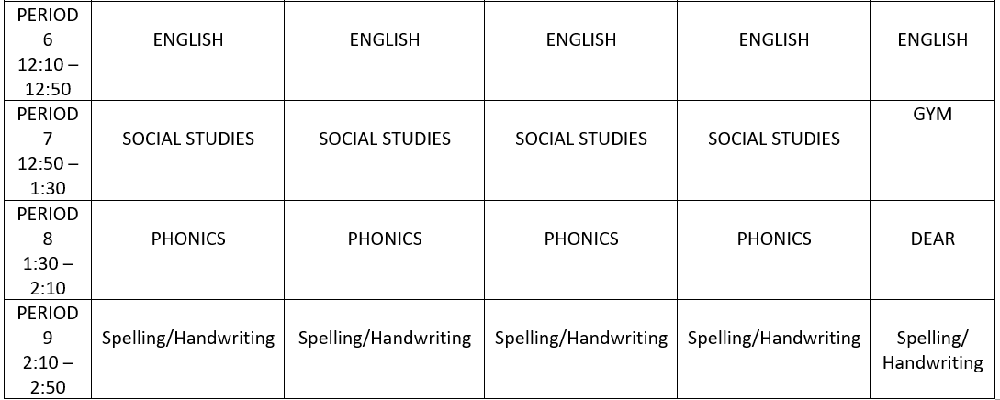 PERIOD
6
12:10 –
12:50
ENGLISH
ENGLISH
ENGLISH
ENGLISH
ENGLISH
PERIOD
7
12:50 –
1:30
SOCIAL STUDIES
SOCIAL STUDIES
SOCIAL STUDIES
SOCIAL STUDIES
GYM
PERIOD
8
1:30 –
2:10
PHONICS
PHONICS
PHONICS
PHONICS
DEAR
PERIOD
9
2:10 –
2:50
Spelling/Handwriting
Spelling/Handwriting
Spelling/Handwriting
Spelling/Handwriting
Spelling/
Handwriting